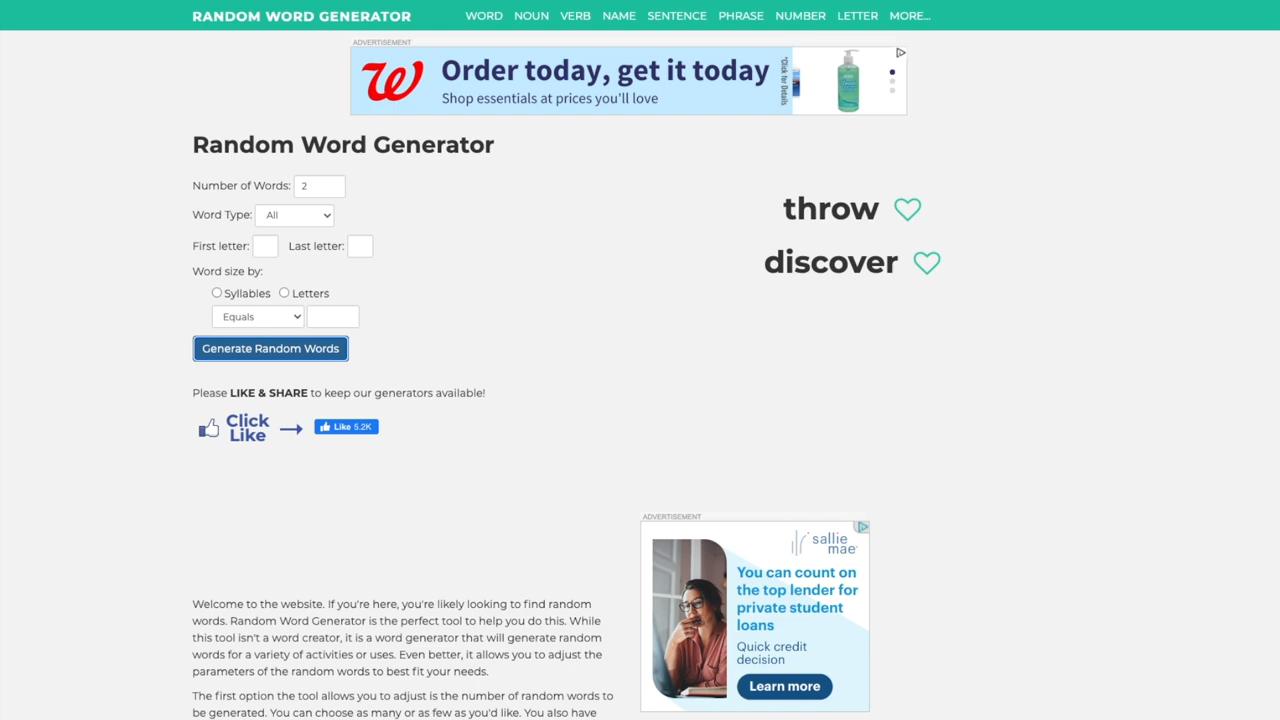 RANDOM WORD GENERATOR
WORD NOUN VERB NAME SENTENCE PHRASE NUMBER LETTER MORE...
ADVERTISEMENT
Order today, get it today
Shop essentials at prices you'll love
*Click for Details
Random Word Generator
Number of Words: 2
Word Type: All
First letter: Last letter:
Word size by:
Syllables Letters
Equals
Generate Random Words
throw
discover
Please LIKE & SHARE to keep our generators available!
Click
Like
Like 5.2K
ADVERTISEMENT
sallie
mae
You can count on
the top lender for
private student
loans
Quick credit
decision
Learn more
Welcome to the website. If you're here, you're likely looking to find random
words. Random Word Generator is the perfect tool to help you do this. While
this tool isn't a word creator, it is a word generator that will generate random
words for a variety of activities or uses. Even better, it allows you to adjust the
parameters of the random words to best fit your needs.
The first option the tool allows you to adjust is the number of random words to
be generated. You can choose as many or as few as you'd like. You also have